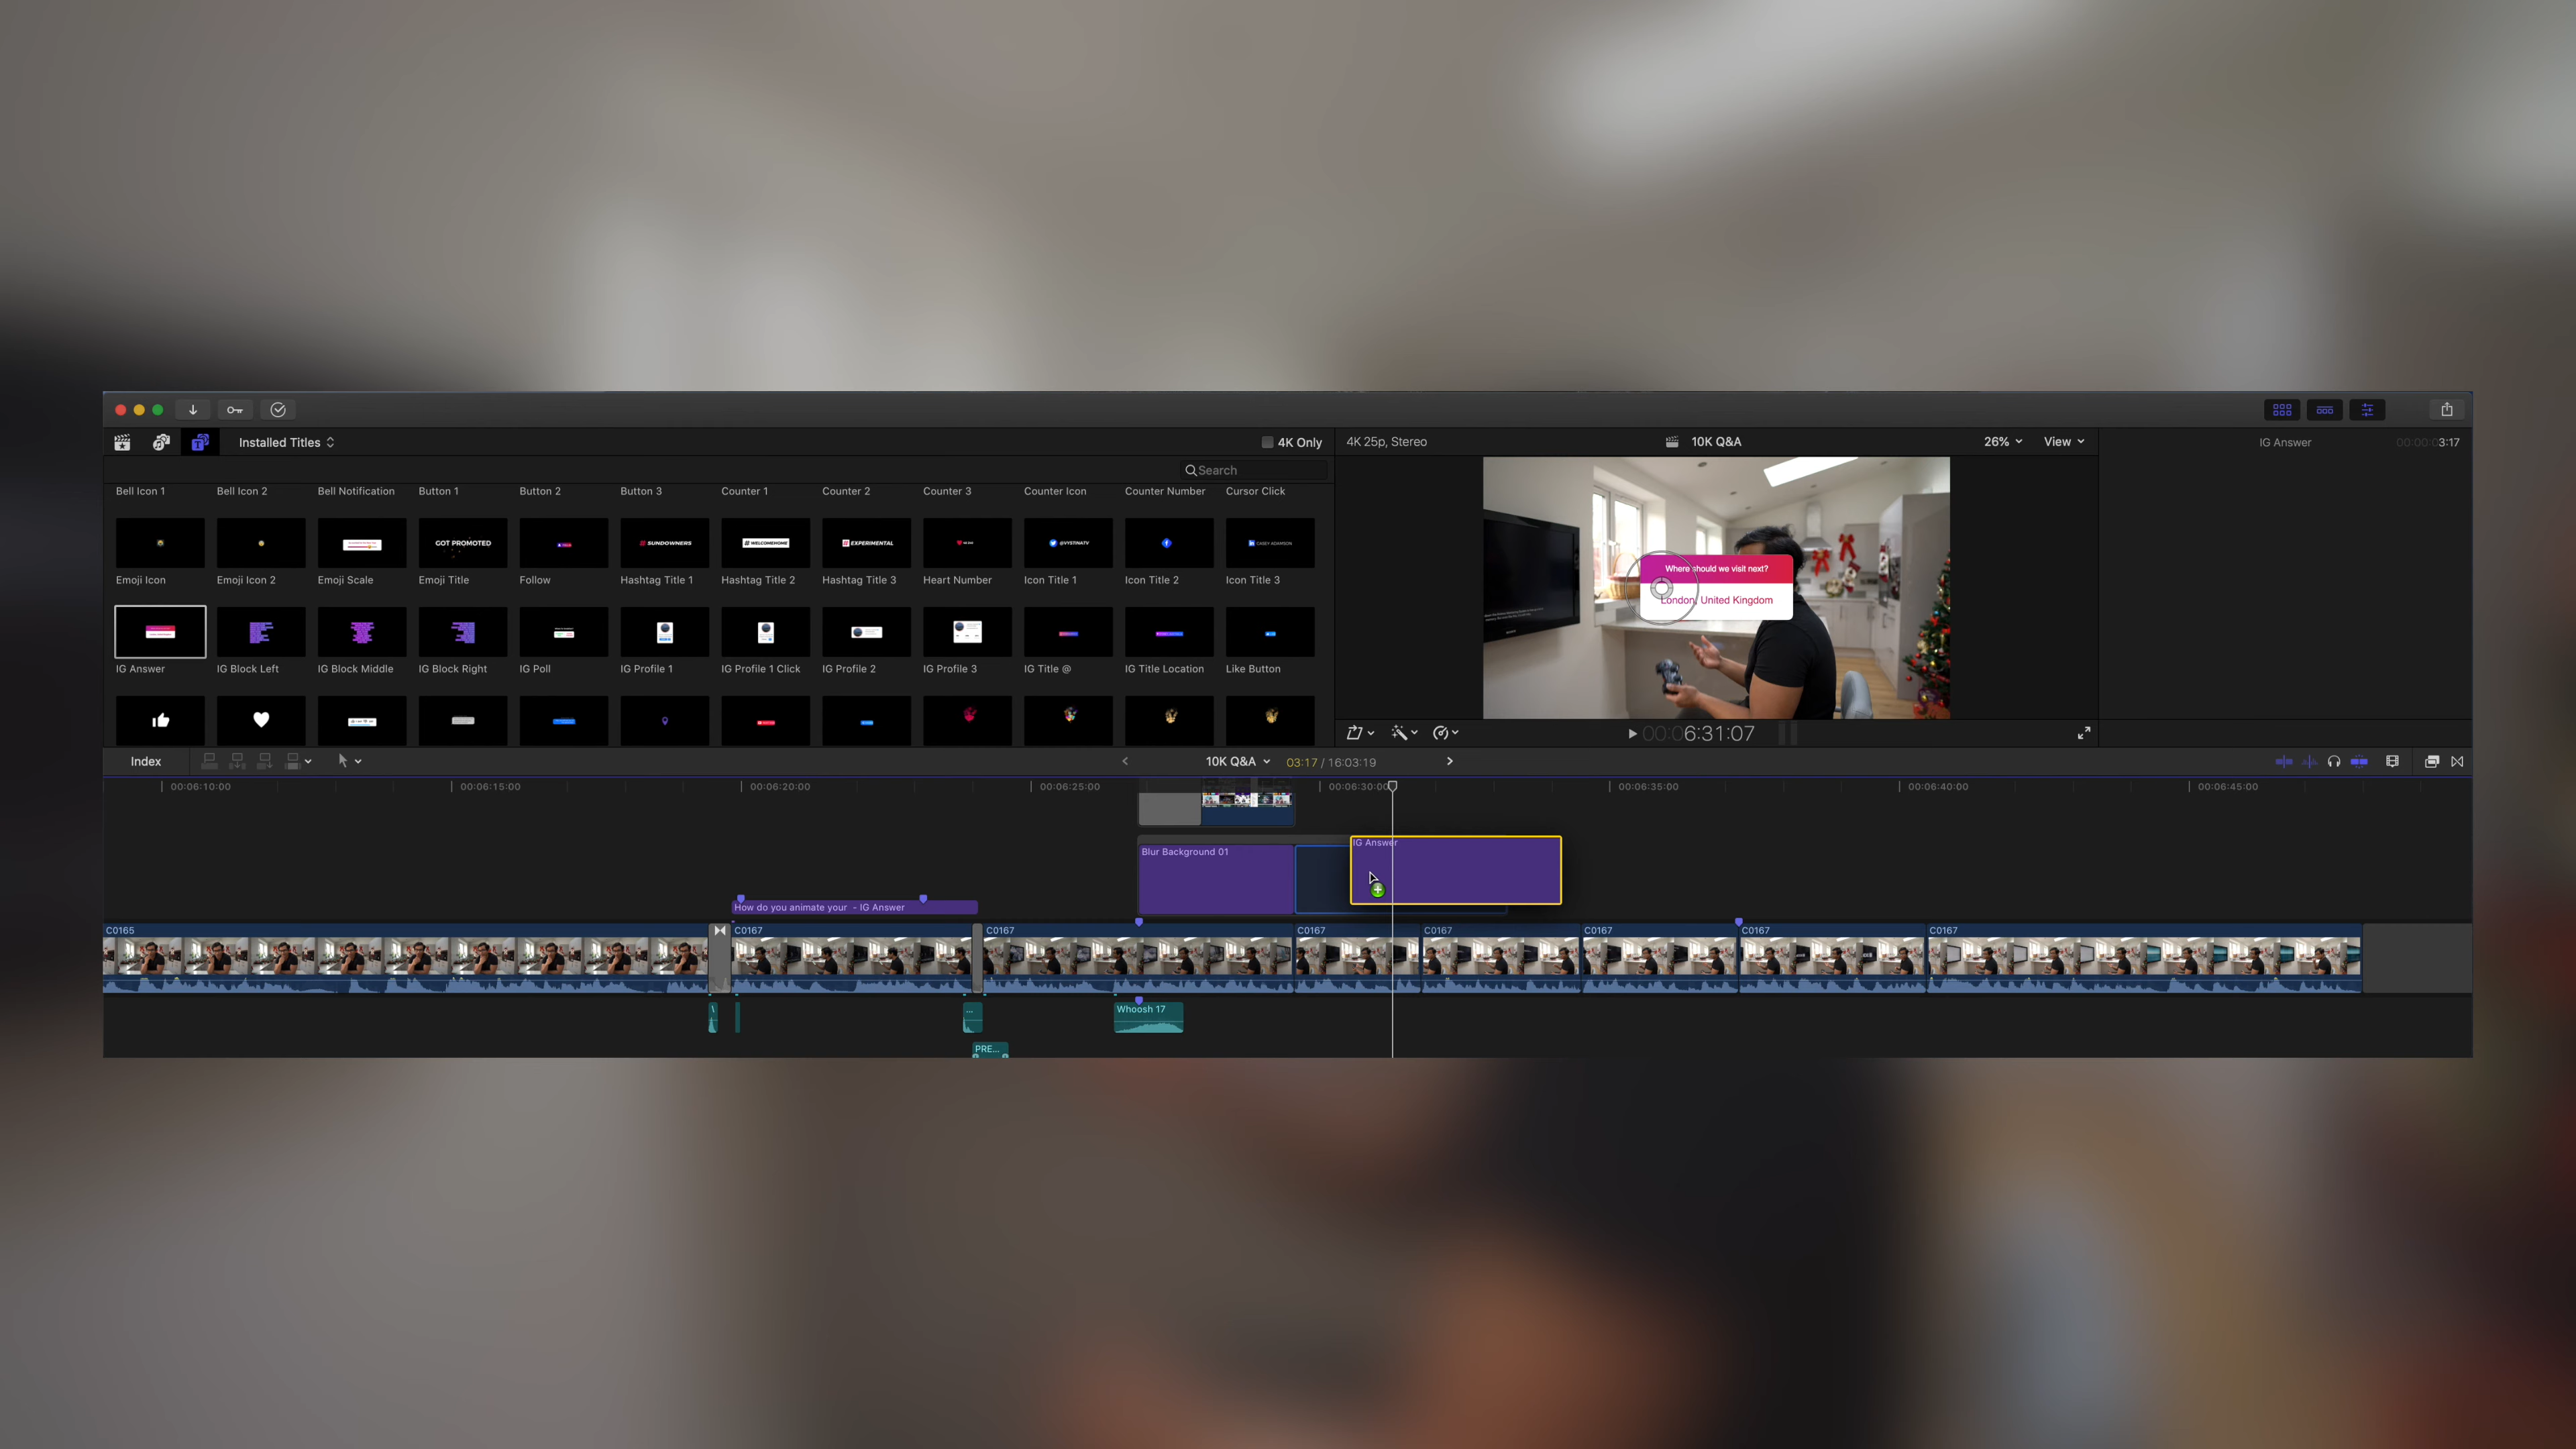 Installed Titles
4K Only
4K 25p, Stereo
10K Q&A
26%
View
IG Answer
00:00:03:17
Search
Bell Icon 1
Bell Icon 2
Bell Notification
Button 1
Button 2
Button 3
Counter 1
Counter 2
Counter 3
Counter Icon
Counter Number
Cursor Click
GOT PROMOTED
# SUNDOWNERS
# WELCOMEHOME
# EXPERIMENTAL
@VYSTINATV
CASEY ADAMSON
Emoji Icon
Emoji Icon 2
Emoji Scale
Emoji Title
Follow
Hashtag Title 1
Hashtag Title 2
Hashtag Title 3
Heart Number
Icon Title 1
Icon Title 2
Icon Title 3
IG Answer
IG Block Left
IG Block Middle
IG Block Right
IG Poll
IG Profile 1
IG Profile 1 Click
IG Profile 2
IG Profile 3
IG Title @
IG Title Location
Like Button
Where should we visit next?
London, United Kingdom
00:06:31:07
Index
10K Q&A
03:17 / 16:03:19
00:06:10:00
00:06:15:00
00:06:20:00
00:06:25:00
00:06:30:00
00:06:35:00
00:06:40:00
00:06:45:00
Blur Background 01
IG Answer
How do you animate your - IG Answer
C0165
C0167
C0167
C0167
C0167
C0167
C0167
C0167
\
...
Whoosh 17
PRE...